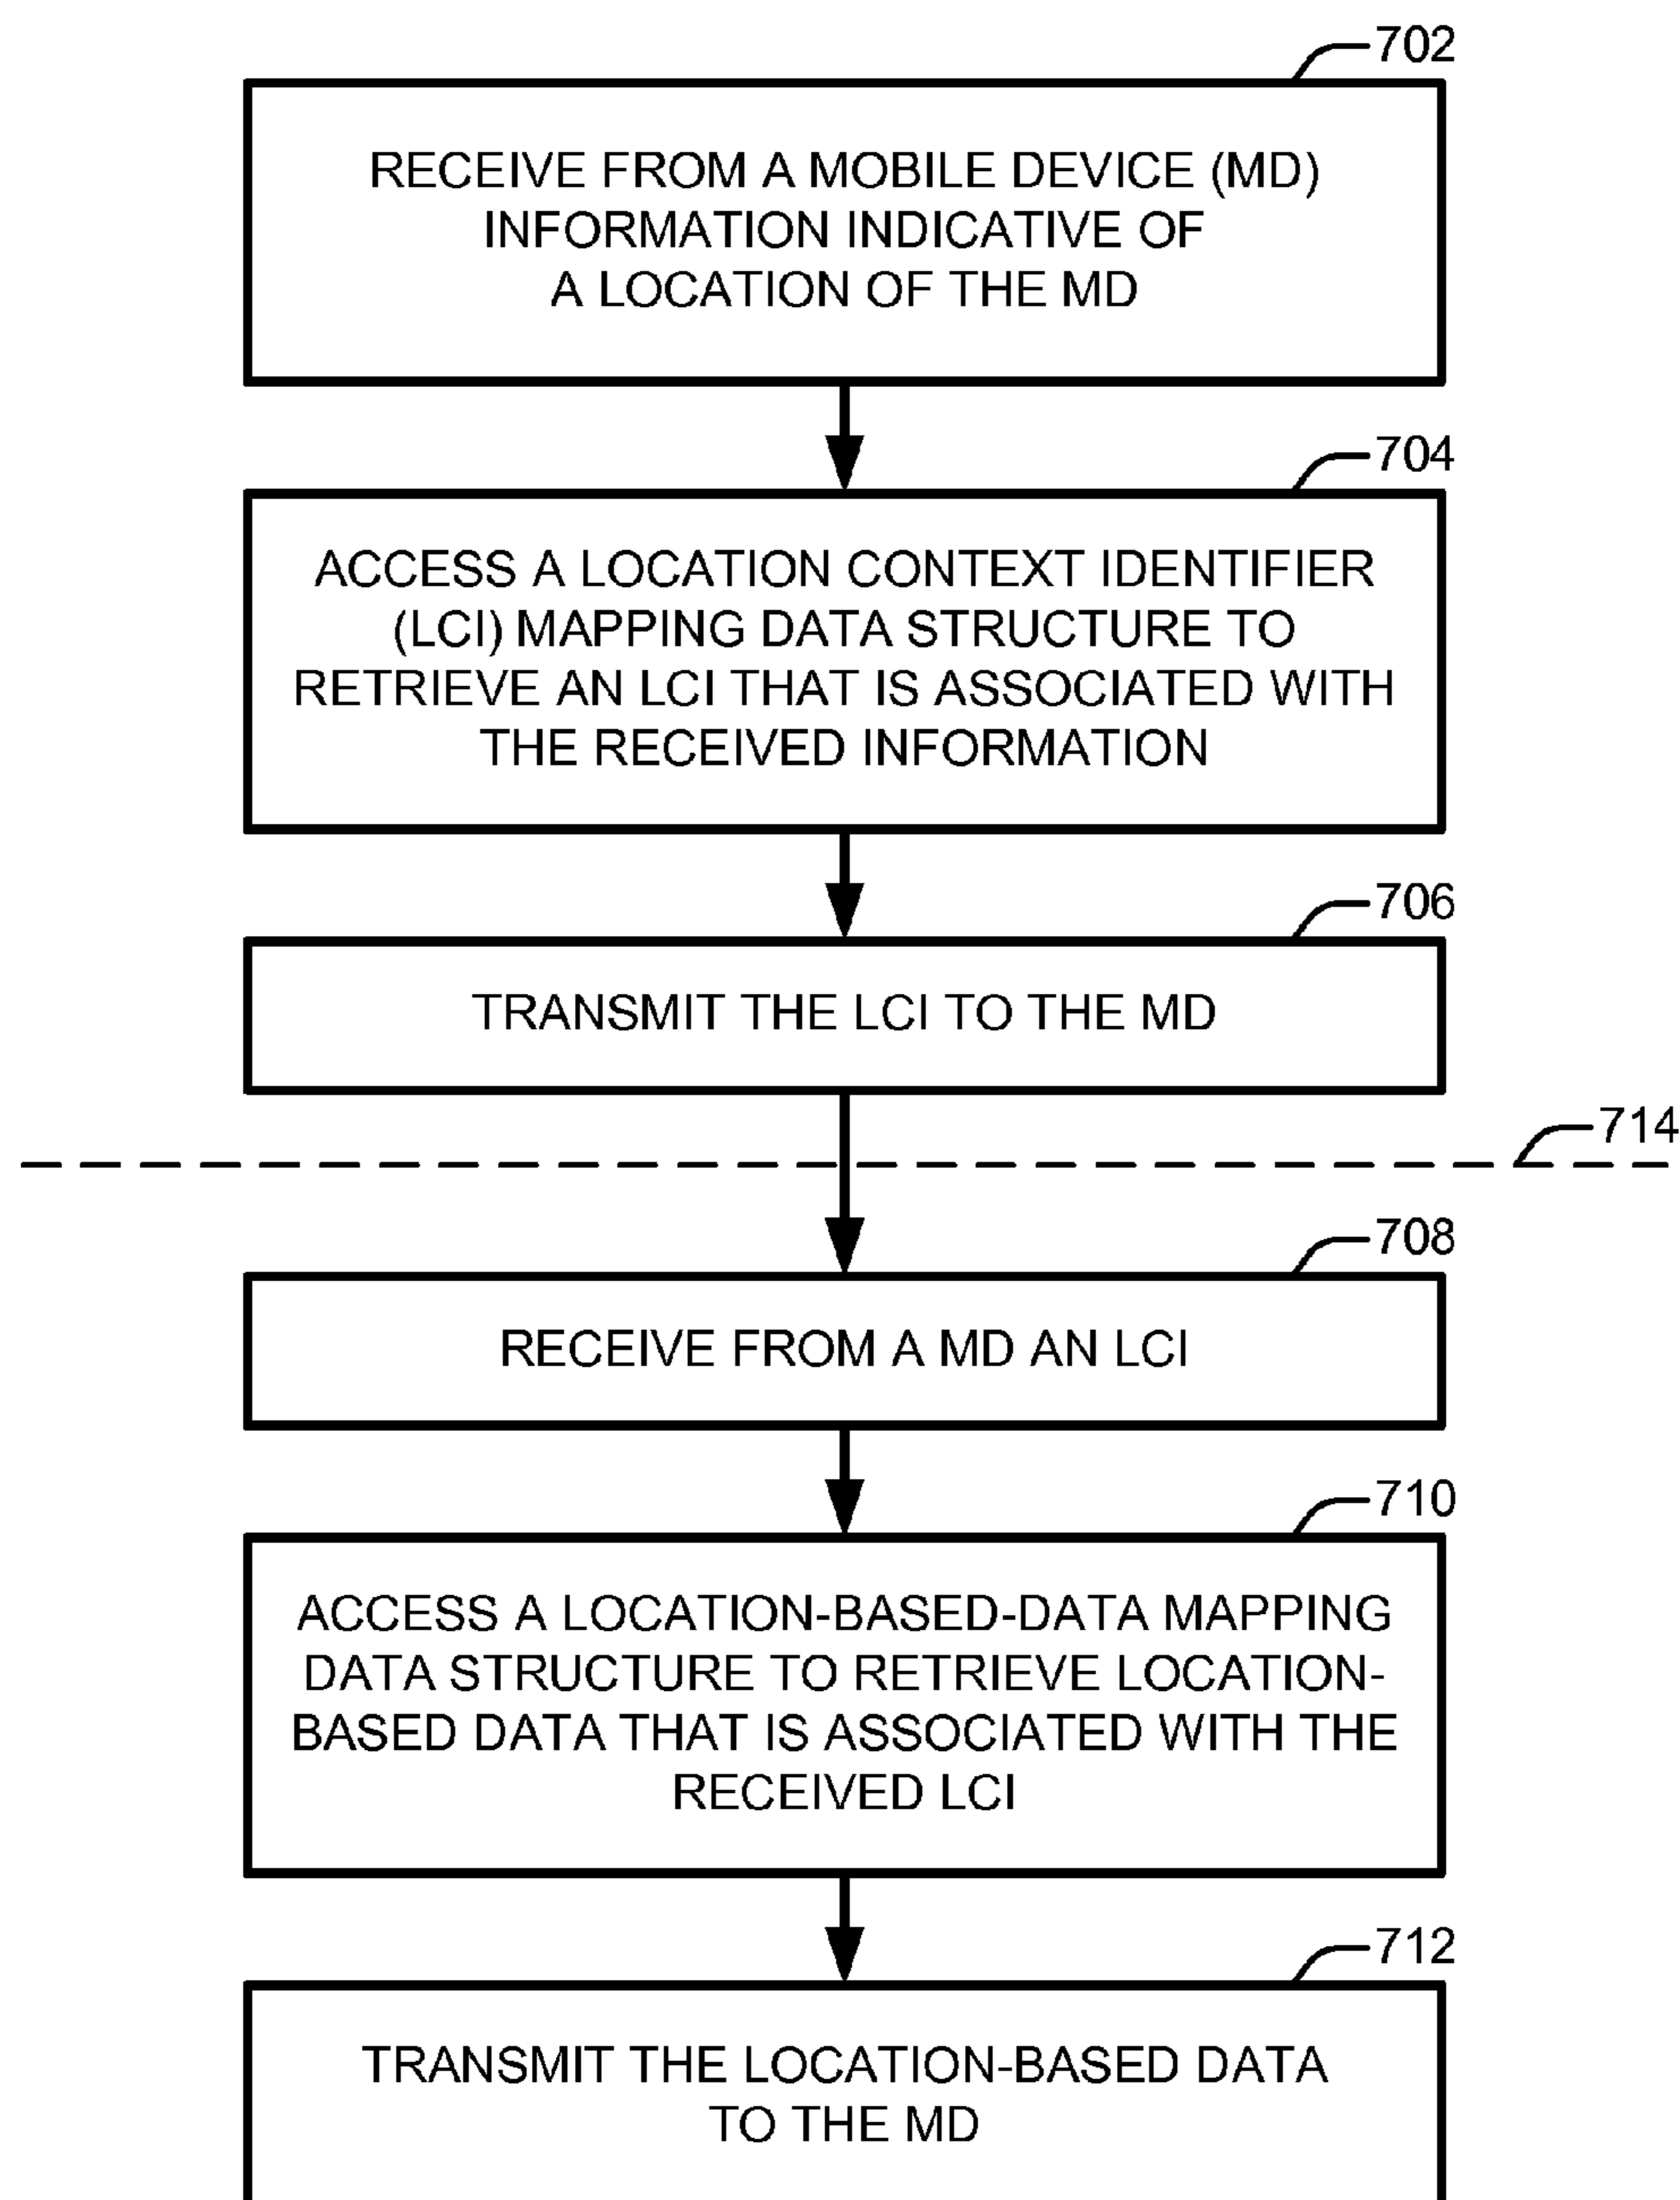 702
RECEIVE FROM A MOBILE DEVICE (MD)
INFORMATION INDICATIVE OF
A LOCATION OF THE MD
704
ACCESS A LOCATION CONTEXT IDENTIFIER
(LCI) MAPPING DATA STRUCTURE TO
RETRIEVE AN LCI THAT IS ASSOCIATED WITH
THE RECEIVED INFORMATION
706
TRANSMIT THE LCI TO THE MD
714
708
RECEIVE FROM A MD AN LCI
710
ACCESS A LOCATION-BASED-DATA MAPPING
DATA STRUCTURE TO RETRIEVE LOCATION-
BASED DATA THAT IS ASSOCIATED WITH THE
RECEIVED LCI
712
TRANSMIT THE LOCATION-BASED DATA
TO THE MD